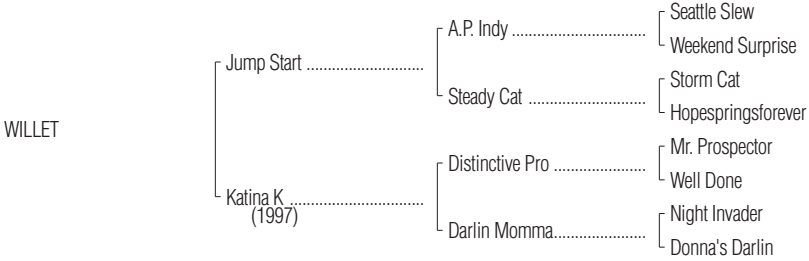 Seattle Slew
A.P. Indy ................................
Weekend Surprise
Jump Start ............................
Storm Cat
Steady Cat ............................
Hopespringsforever
WILLET
Mr. Prospector
Distinctive Pro ......................
Well Done
Katina K ................................
(1997)
Night Invader
Darlin Momma......................
Donna's Darlin